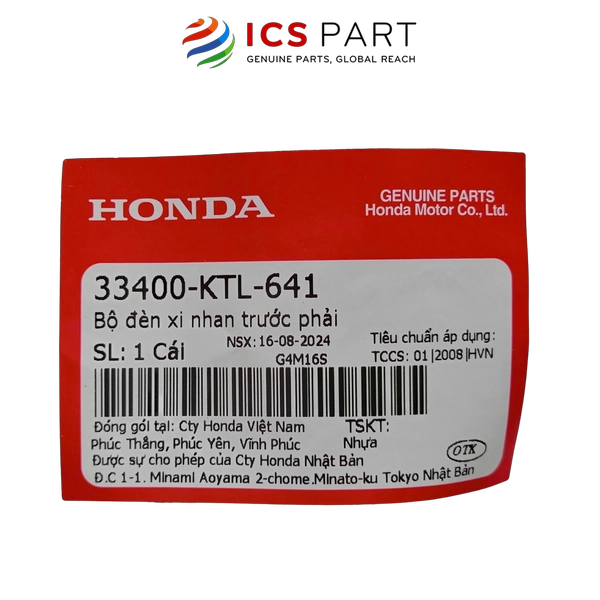 ICS PART
GENUINE PARTS, GLOBAL REACH
HONDA
GENUINE PARTS
Honda Motor Co., Ltd.
33400-KTL-641
Bộ đèn xi nhan trước phải
SL: 1 Cái
NSX: 16-08-2024
G4M16S
Tiêu chuẩn áp dụng:
TCCS: 01|2008|HVN
Đóng gói tại: Cty Honda Việt Nam
Phúc Thắng, Phúc Yên, Vĩnh Phúc
TSKT:
Nhựa
Được sự cho phép của Cty Honda Nhật Bản
Đ.C 1-1. Minami Aoyama 2-chome.Minato-ku Tokyo Nhật Bản
OTK